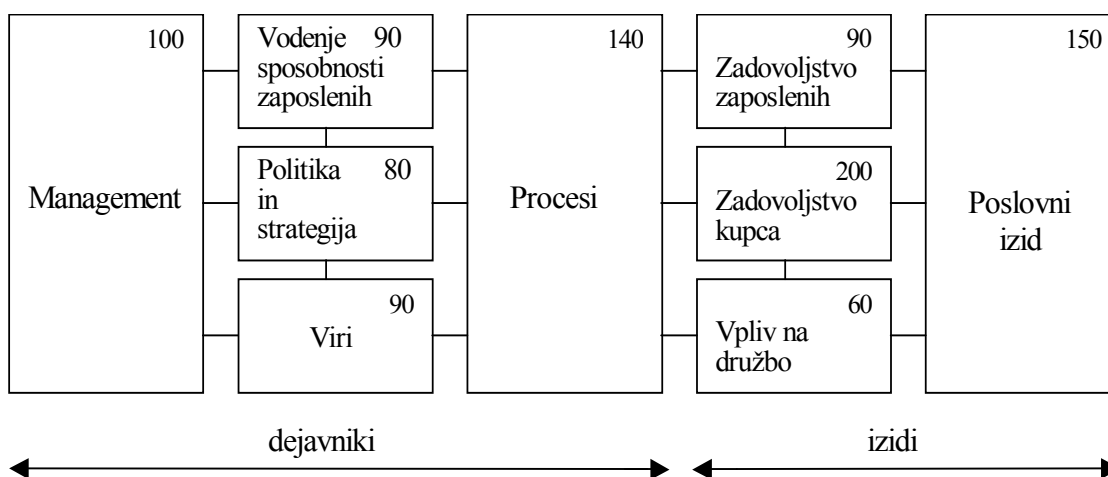 100
Management
Vodenje 90
sposobnosti
zaposlenih
Politika 80
in
strategija
90
Viri
140
Procesi
90
Zadovoljstvo
zaposlenih
200
Zadovoljstvo
kupca
60
Vpliv na
družbo
150
Poslovni
izid
dejavniki
izidi